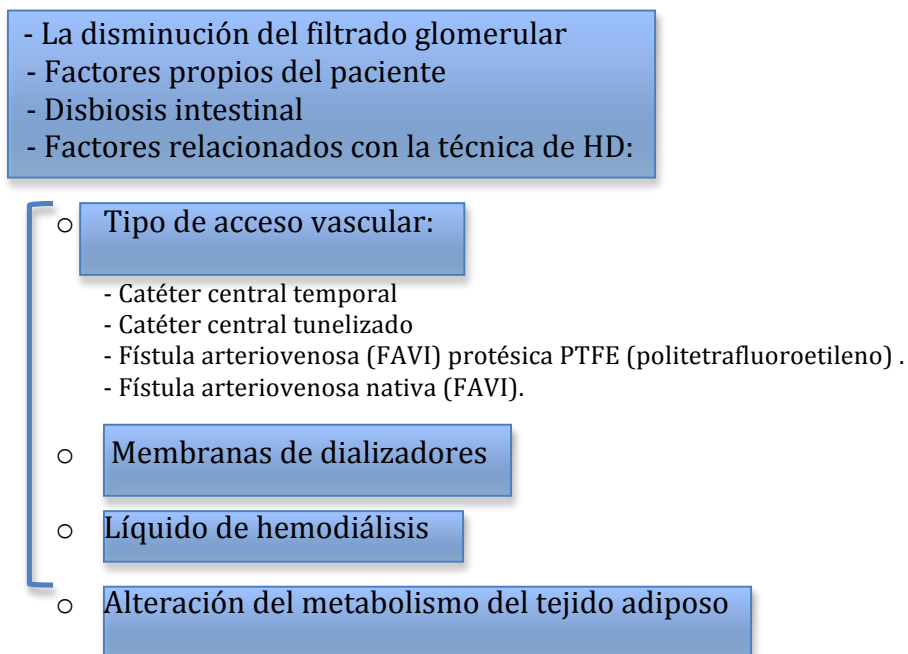 - La disminución del filtrado glomerular
- Factores propios del paciente
- Disbiosis intestinal
- Factores relacionados con la técnica de HD:
o Tipo de acceso vascular:
- Catéter central temporal
- Catéter central tunelizado
- Fístula arteriovenosa (FAVI) protésica PTFE (politetrafluoroetileno) .
- Fístula arteriovenosa nativa (FAVI).
o Membranas de dializadores
o Líquido de hemodiálisis
o Alteración del metabolismo del tejido adiposo